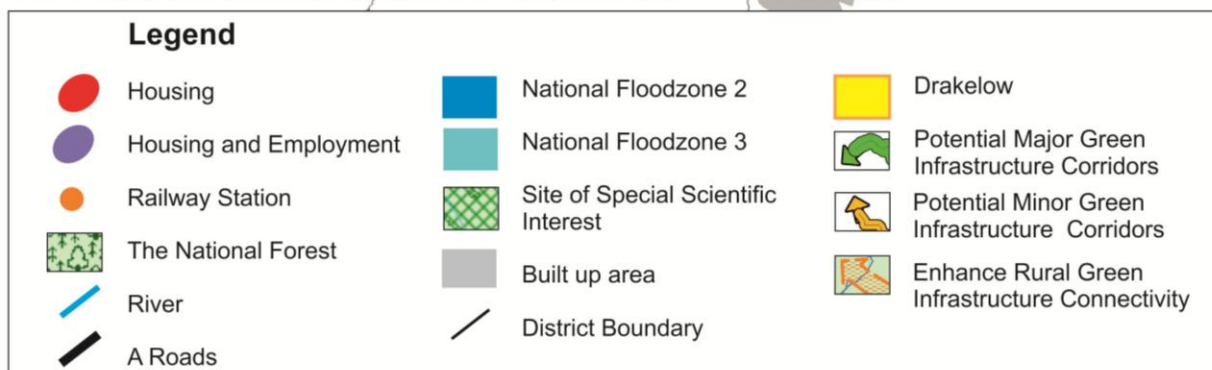 Legend
Housing
Housing and Employment
Railway Station
The National Forest
River
A Roads
National Floodzone 2
National Floodzone 3
Site of Special Scientific
Interest
Built up area
District Boundary
Drakelow
Potential Major Green
Infrastructure Corridors
Potential Minor Green
Infrastructure Corridors
Enhance Rural Green
Infrastructure Connectivity